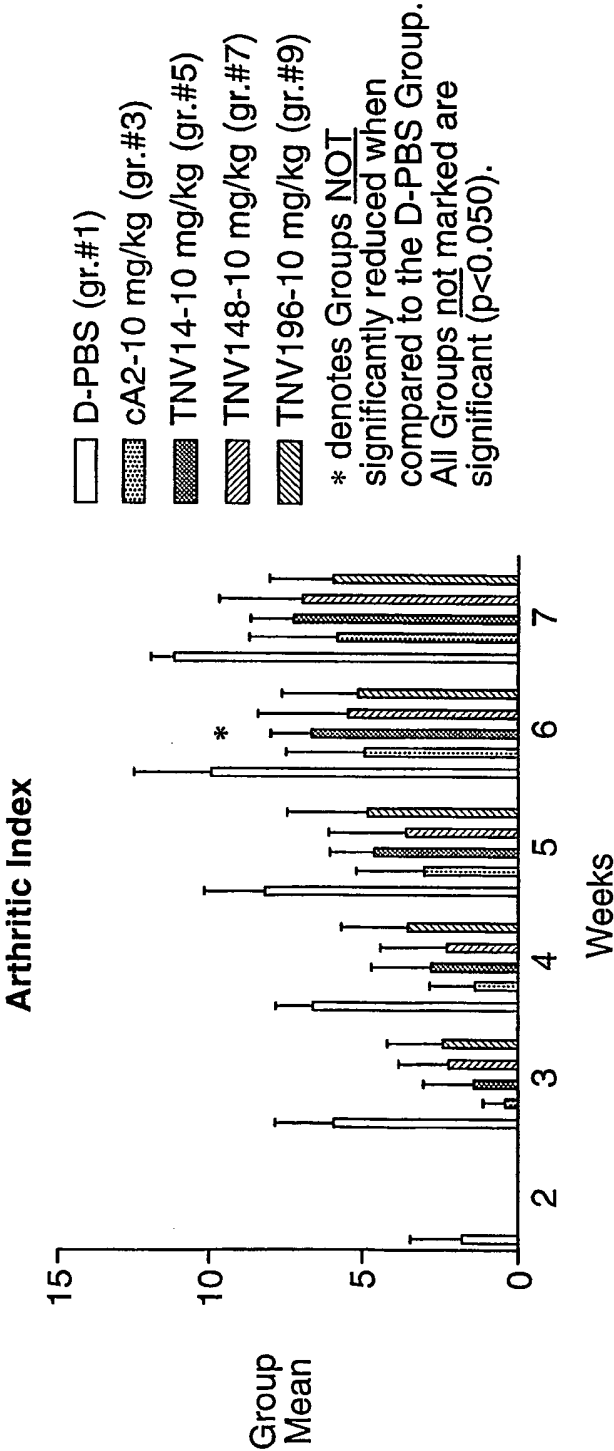 Arthritic Index
15
10
5
0
Group
Mean
*
2 3 4 5 6 7
Weeks
D-PBS (gr.#1)
cA2-10 mg/kg (gr.#3)
TNV14-10 mg/kg (gr.#5)
TNV148-10 mg/kg (gr.#7)
TNV196-10 mg/kg (gr.#9)
* denotes Groups NOT
significantly reduced when
compared to the D-PBS Group.
All Groups not marked are
significant (p<0.050).